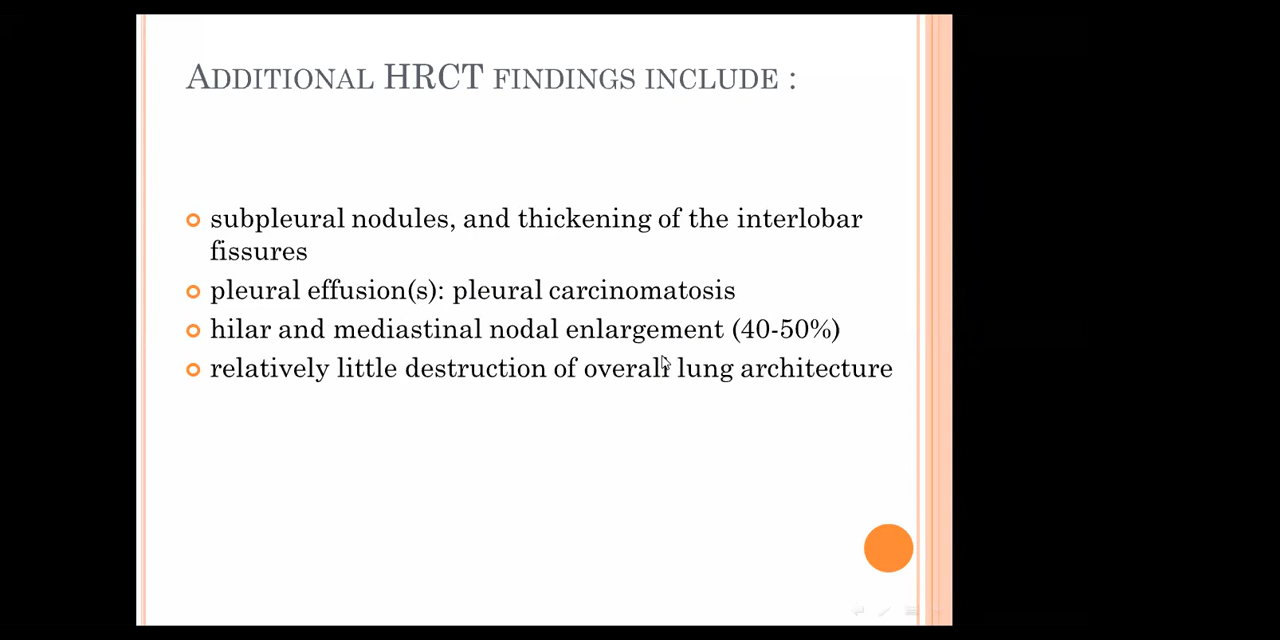 ADDITIONAL HRCT FINDINGS INCLUDE :
subpleural nodules, and thickening of the interlobar
fissures
pleural effusion(s): pleural carcinomatosis
hilar and mediastinal nodal enlargement (40-50%)
relatively little destruction of overall lung architecture